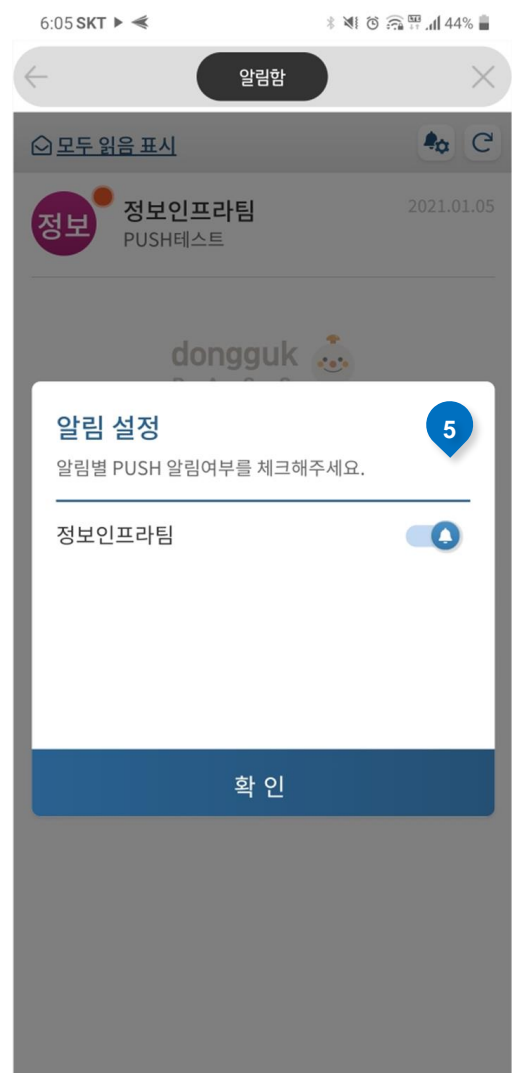 6:05 SKT
44%
알림함
모두 읽음 표시
정보
정보인프라팀
2021.01.05
PUSH테스트
dongguk
알림 설정
5
알림별 PUSH 알림여부를 체크해주세요.
정보인프라팀
확 인